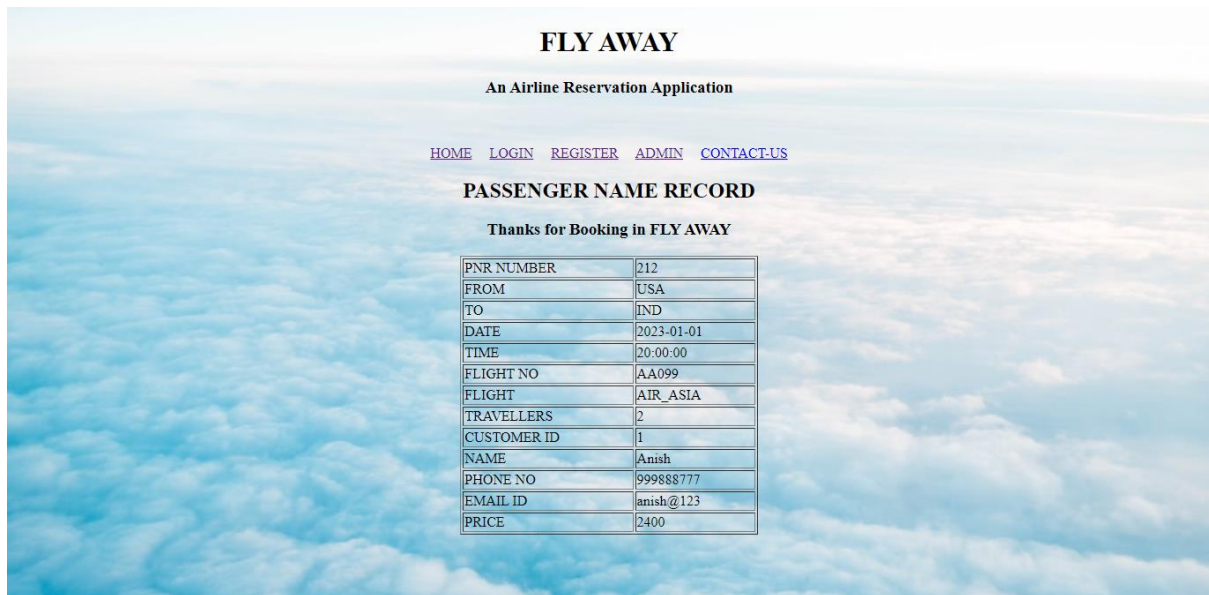 FLY AWAY
An Airline Reservation Application
HOME LOGIN REGISTER ADMIN CONTACT-US
PASSENGER NAME RECORD
Thanks for Booking in FLY AWAY
PNR NUMBER 212
FROM USA
TO IND
DATE 2023-01-01
TIME 20:00:00
FLIGHT NO AA099
FLIGHT AIR_ASIA
TRAVELLERS 2
CUSTOMER ID 1
NAME Anish
PHONE NO 999888777
EMAIL ID anish@123
PRICE 2400